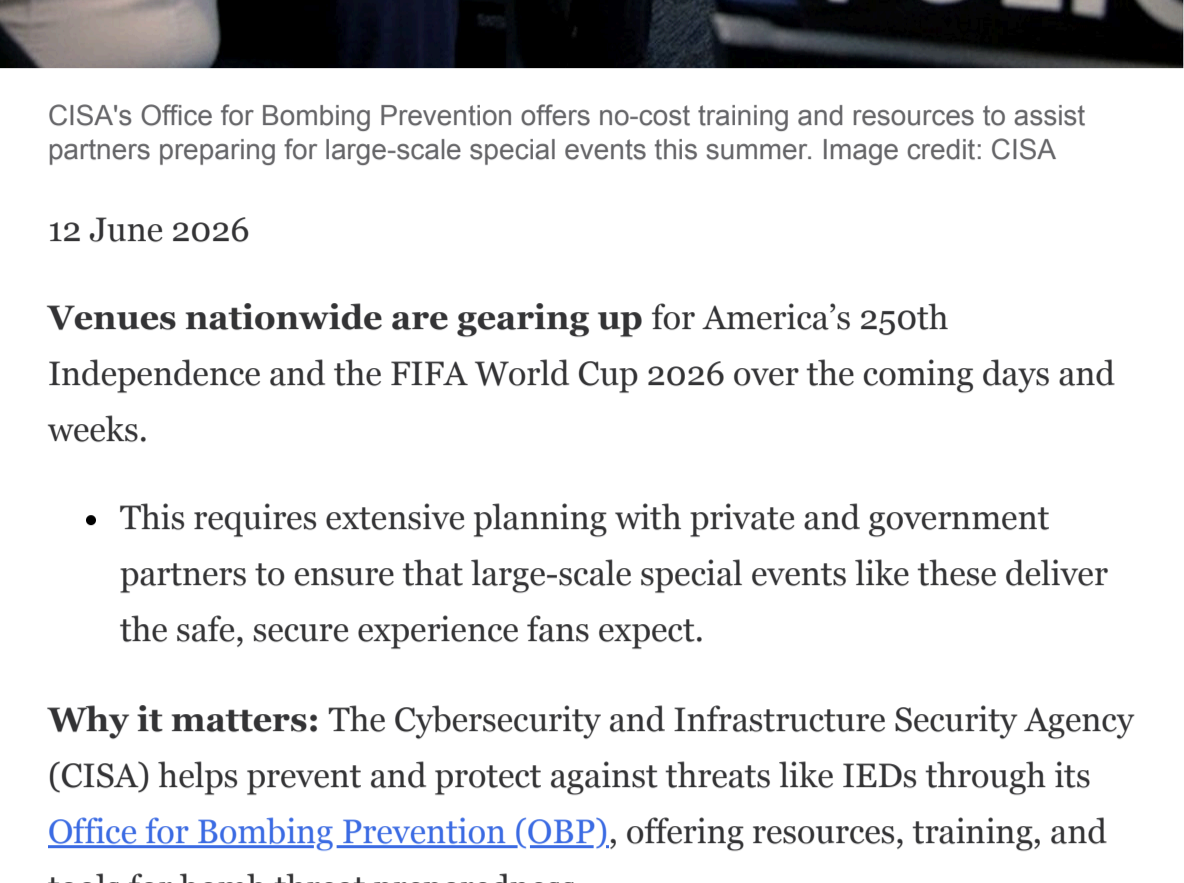 CISA's Office for Bombing Prevention offers no-cost training and resources to assist
partners preparing for large-scale special events this summer. Image credit: CISA
12 June 2026
Venues nationwide are gearing up for America’s 250th
Independence and the FIFA World Cup 2026 over the coming days and
weeks.
• This requires extensive planning with private and government
partners to ensure that large-scale special events like these deliver
the safe, secure experience fans expect.
Why it matters: The Cybersecurity and Infrastructure Security Agency
(CISA) helps prevent and protect against threats like IEDs through its
Office for Bombing Prevention (OBP), offering resources, training, and
tools for bomb threat preparedness.